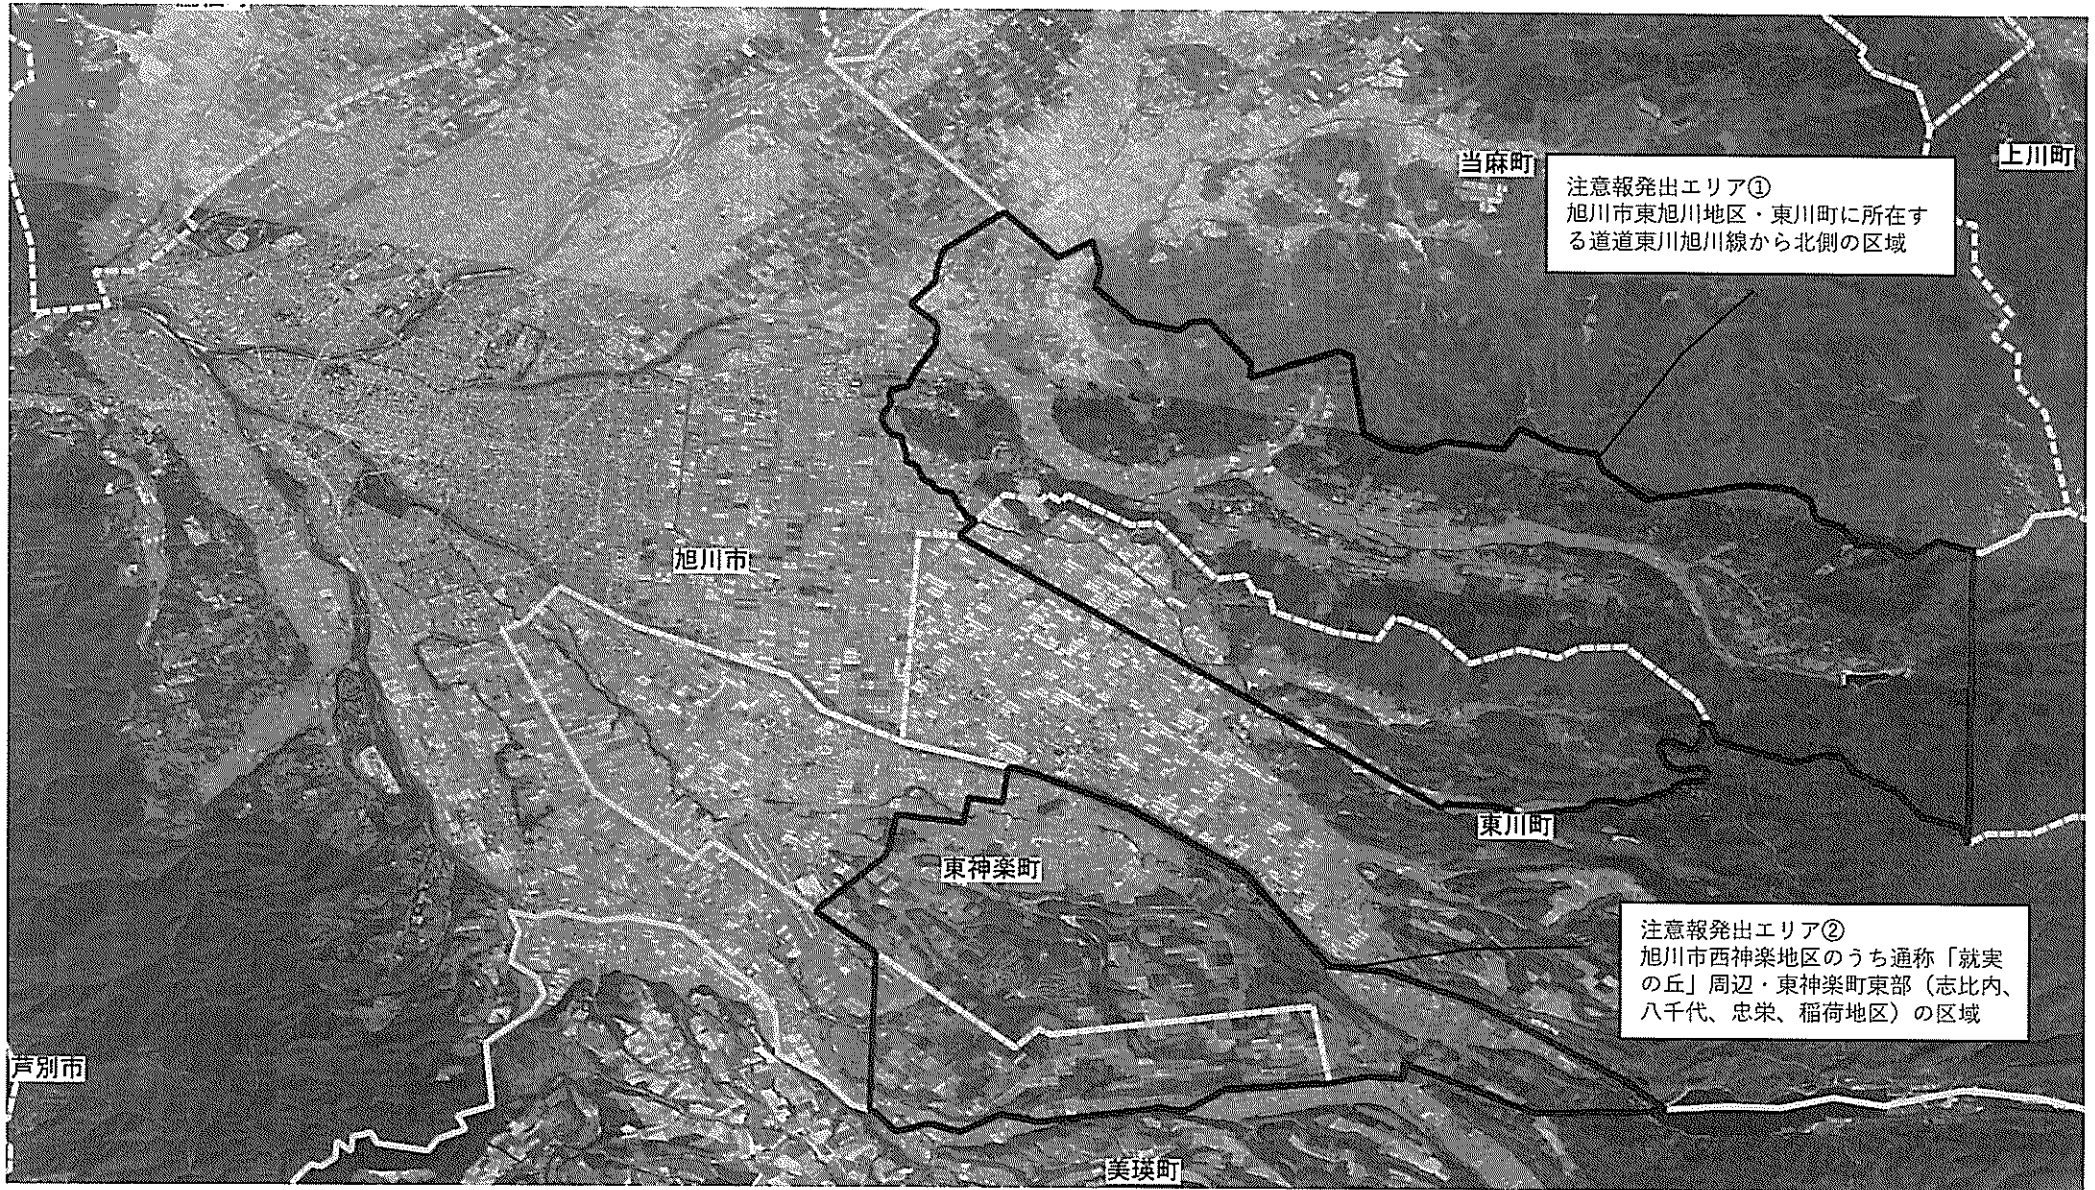 当麻町
上川町
注意報発出エリア①
旭川市東旭川地区・東川町に所在す
る道道東川旭川線から北側の区域
旭川市
東川町
東神楽町
注意報発出エリア②
旭川市西神楽地区のうち通称「就実
の丘」周辺・東神楽町東部（志比内、
八千代、忠栄、稲荷地区）の区域
芦別市
美瑛町